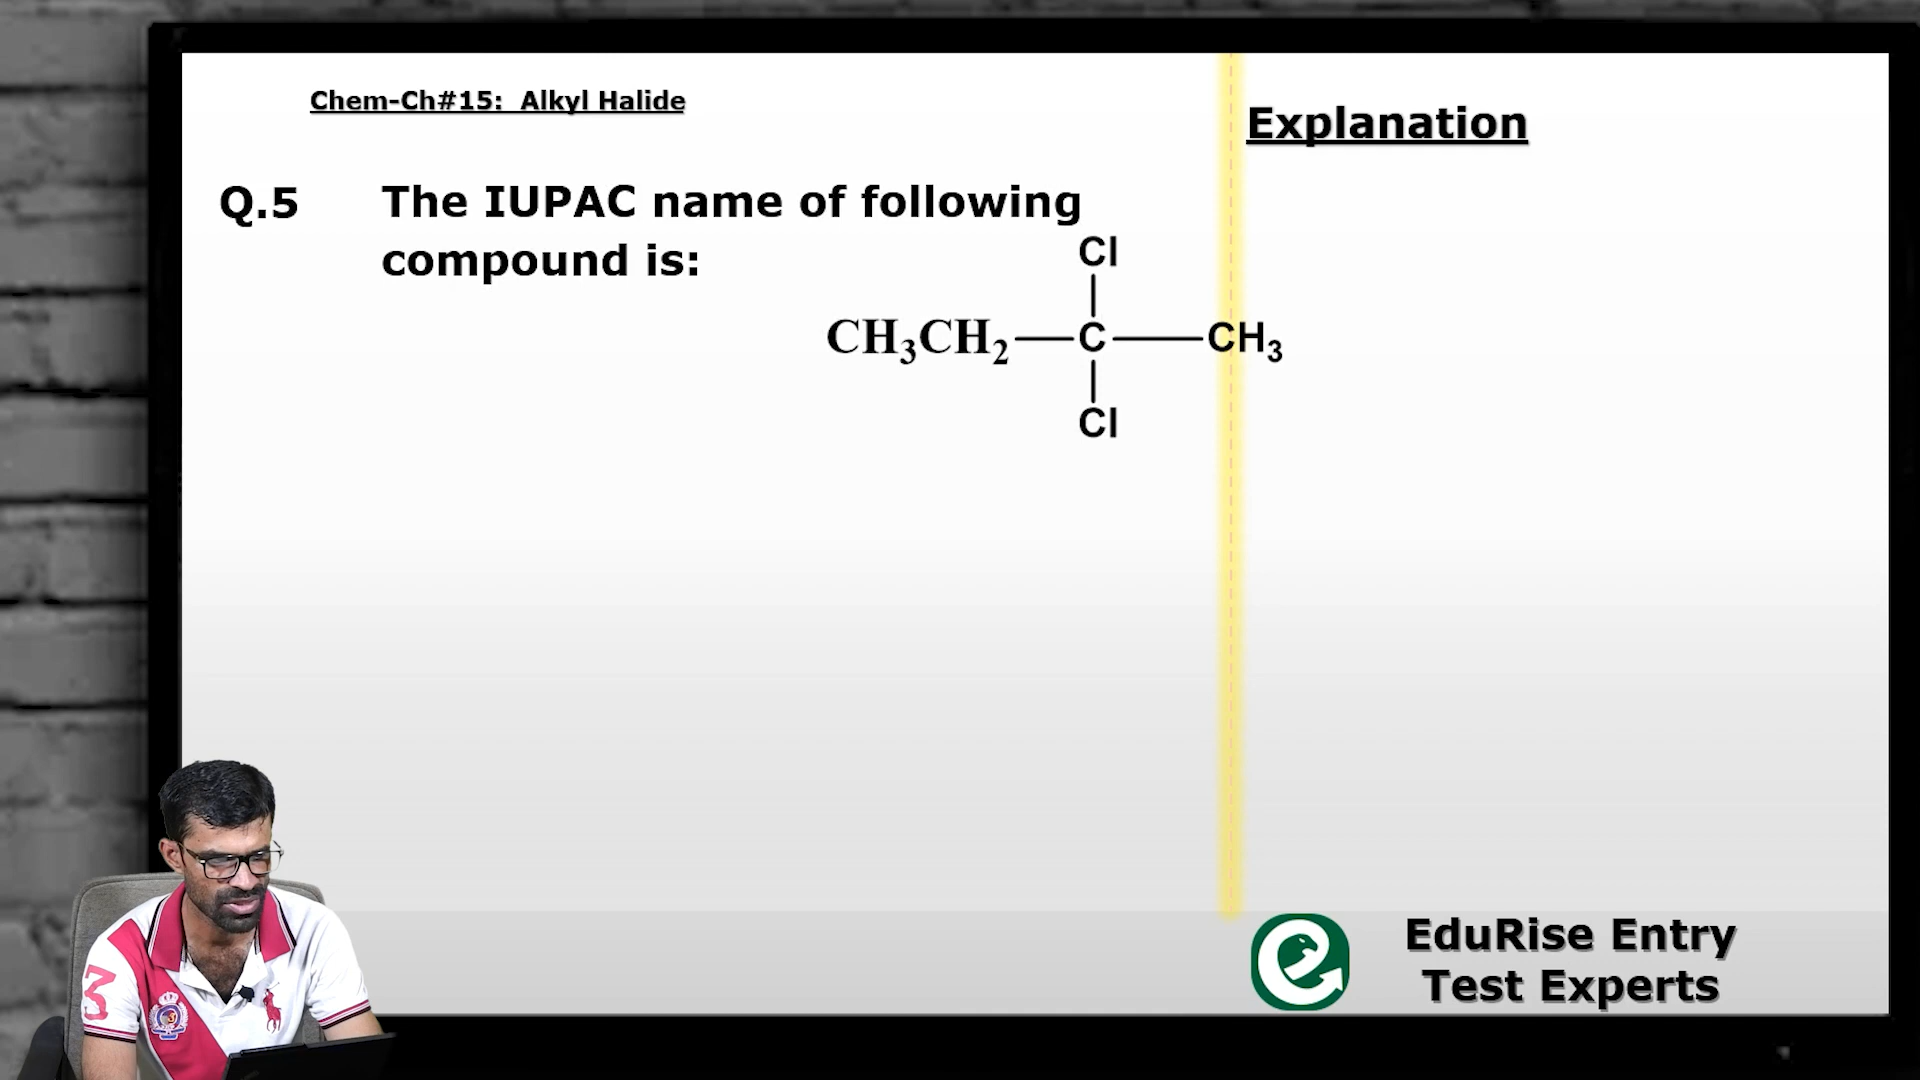 Chem-Ch#15: Alkyl Halide
Explanation
Q.5 The IUPAC name of following
compound is:
Cl
CH₃CH₂—C—CH₃
Cl
3
EduRise Entry
Test Experts